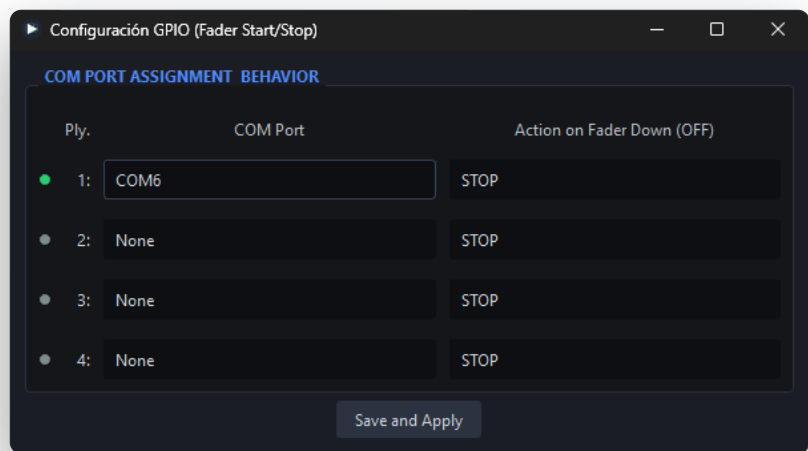 Configuración GPIO (Fader Start/Stop)
COM PORT ASSIGNMENT  BEHAVIOR
Ply. COM Port Action on Fader Down (OFF)
1: COM6 STOP
2: None STOP
3: None STOP
4: None STOP
Save and Apply